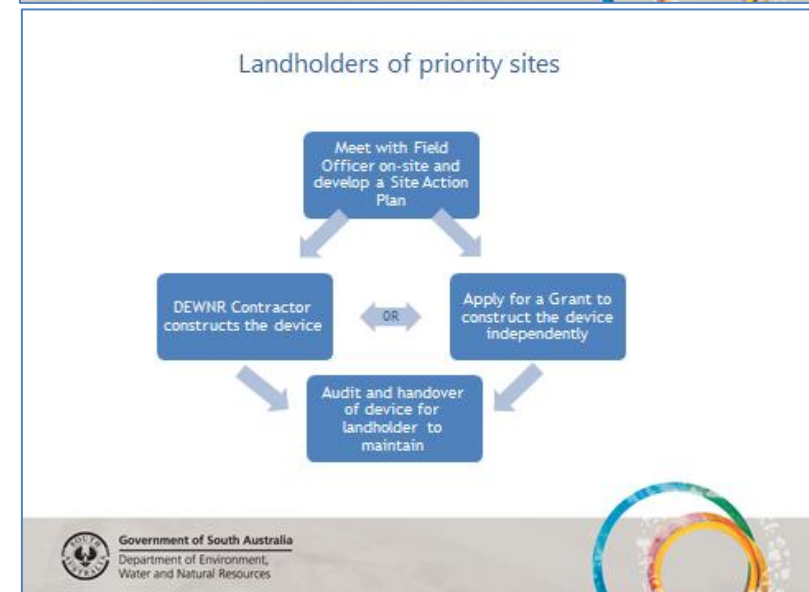 Landholders of priority sites
Meet with Field
Officer on-site and
develop a Site Action
Plan
DEWNR Contractor
constructs the device
OR
Apply for a Grant to
construct the device
independently
Audit and handover
of device for
landholder to
maintain
SOUTH
AUSTRALIA
Government of South Australia
Department of Environment,
Water and Natural Resources